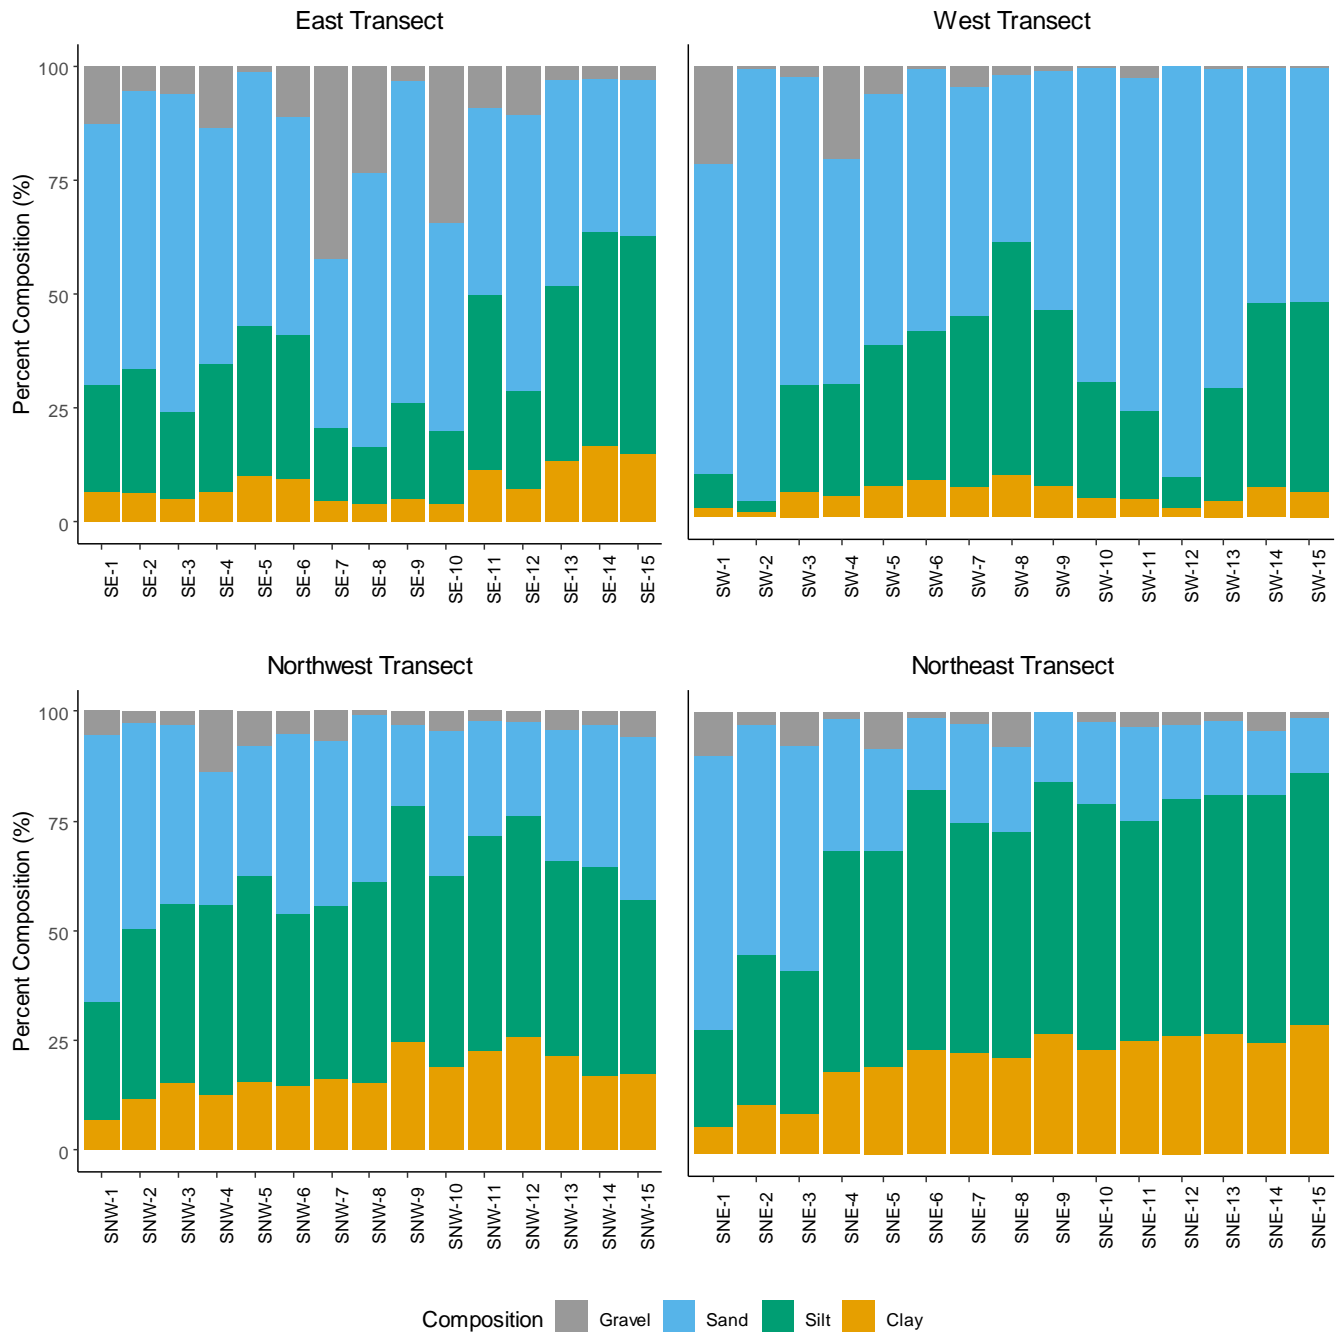 East Transect
West Transect
Percent Composition (%)
100
75
50
25
0
SE-1 SE-2 SE-3 SE-4 SE-5 SE-6 SE-7 SE-8 SE-9 SE-10 SE-11 SE-12 SE-13 SE-14 SE-15
SW-1 SW-2 SW-3 SW-4 SW-5 SW-6 SW-7 SW-8 SW-9 SW-10 SW-11 SW-12 SW-13 SW-14 SW-15
Northwest Transect
Northeast Transect
Percent Composition (%)
100
75
50
25
0
SNW-1 SNW-2 SNW-3 SNW-4 SNW-5 SNW-6 SNW-7 SNW-8 SNW-9 SNW-10 SNW-11 SNW-12 SNW-13 SNW-14 SNW-15
SNE-1 SNE-2 SNE-3 SNE-4 SNE-5 SNE-6 SNE-7 SNE-8 SNE-9 SNE-10 SNE-11 SNE-12 SNE-13 SNE-14 SNE-15
Composition Gravel Sand Silt Clay